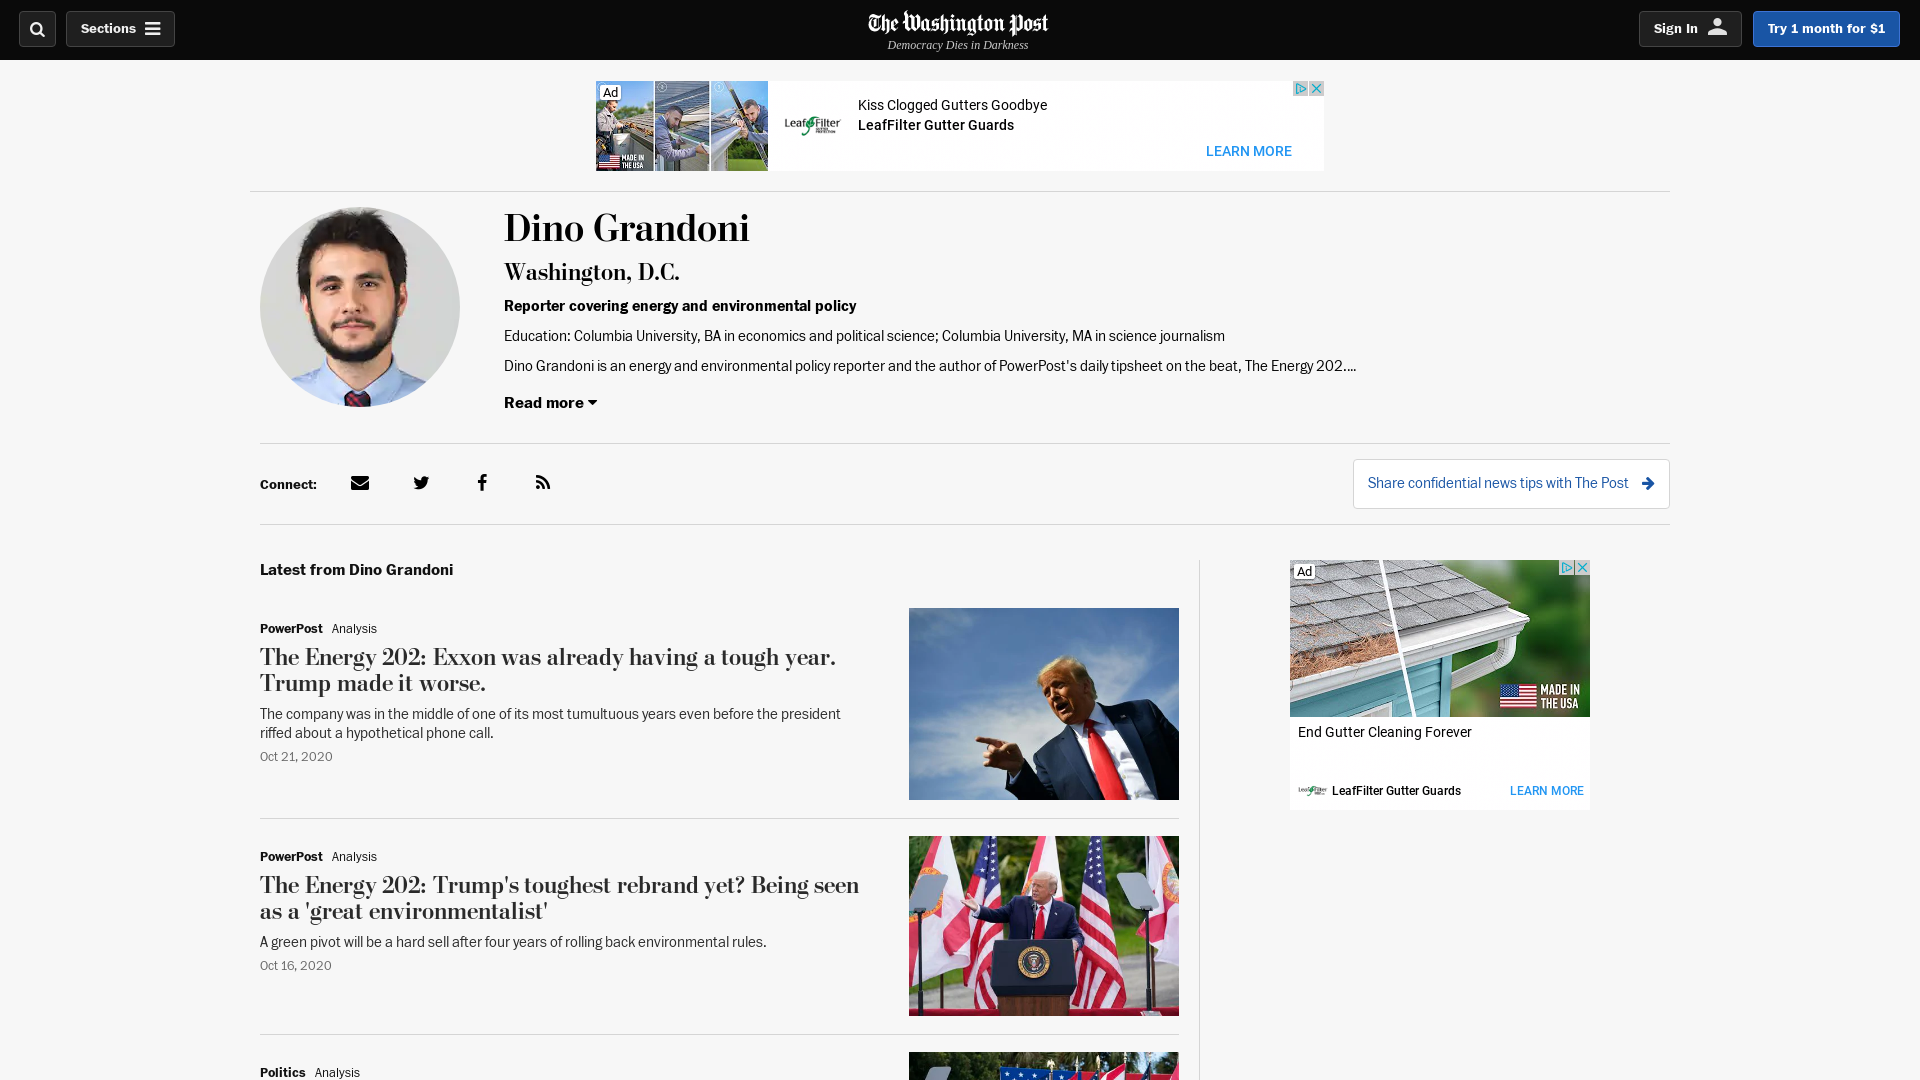 Sections
The Washington Post
Democracy Dies in Darkness
Sign In
Try 1 month for $1
Ad
MADE IN
THE USA
LeafFilter
Kiss Clogged Gutters Goodbye
LeafFilter Gutter Guards
LEARN MORE
Dino Grandoni
Washington, D.C.
Reporter covering energy and environmental policy
Education: Columbia University, BA in economics and political science; Columbia University, MA in science journalism
Dino Grandoni is an energy and environmental policy reporter and the author of PowerPost's daily tipsheet on the beat, The Energy 202....
Read more
Connect:
Share confidential news tips with The Post
Latest from Dino Grandoni
PowerPost Analysis
The Energy 202: Exxon was already having a tough year.
Trump made it worse.
The company was in the middle of one of its most tumultuous years even before the president
riffed about a hypothetical phone call.
Oct 21, 2020
PowerPost Analysis
The Energy 202: Trump's toughest rebrand yet? Being seen
as a 'great environmentalist'
A green pivot will be a hard sell after four years of rolling back environmental rules.
Oct 16, 2020
Politics Analysis
Ad
MADE IN
THE USA
End Gutter Cleaning Forever
LeafFilter
LeafFilter Gutter Guards
LEARN MORE